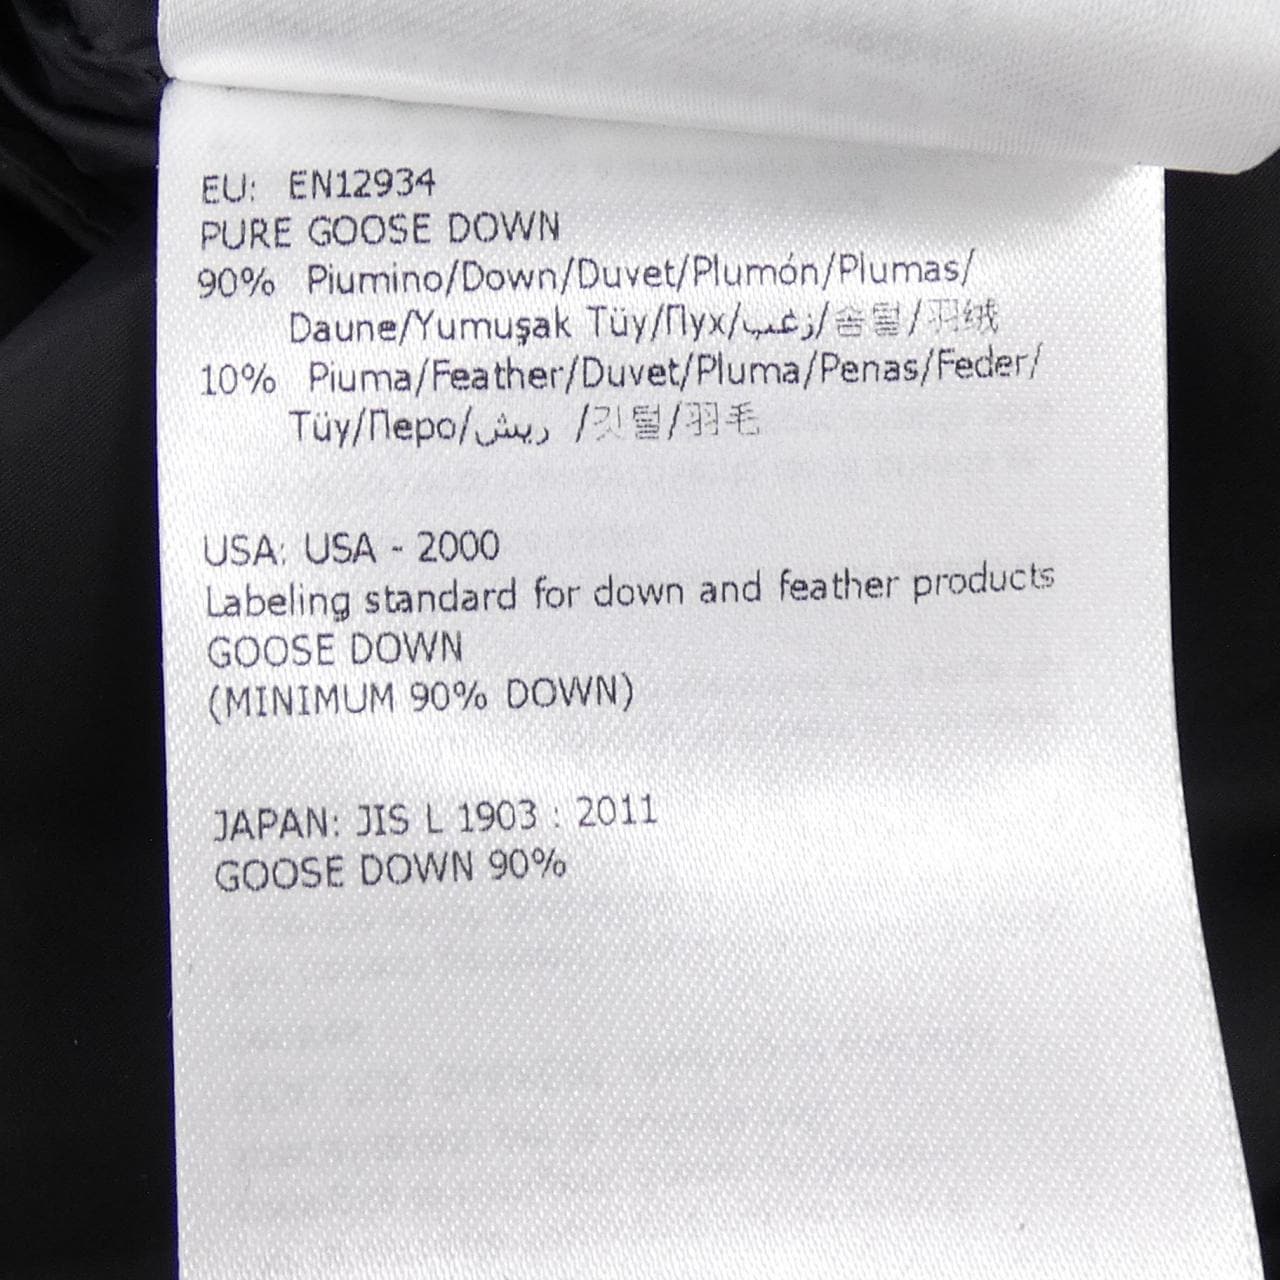 EU: EN12934
PURE GOOSE DOWN
90% Piumino/Down/Duvet/Plumón/Plumas/
Daune/Yumuşak Tüy/Пух/زغب/솜털/羽绒
10% Piuma/Feather/Duvet/Pluma/Penas/Feder/
Tüy/Перо/ريش /깃털/羽毛
USA: USA - 2000
Labeling standard for down and feather products
GOOSE DOWN
(MINIMUM 90% DOWN)
JAPAN: JIS L 1903 : 2011
GOOSE DOWN 90%